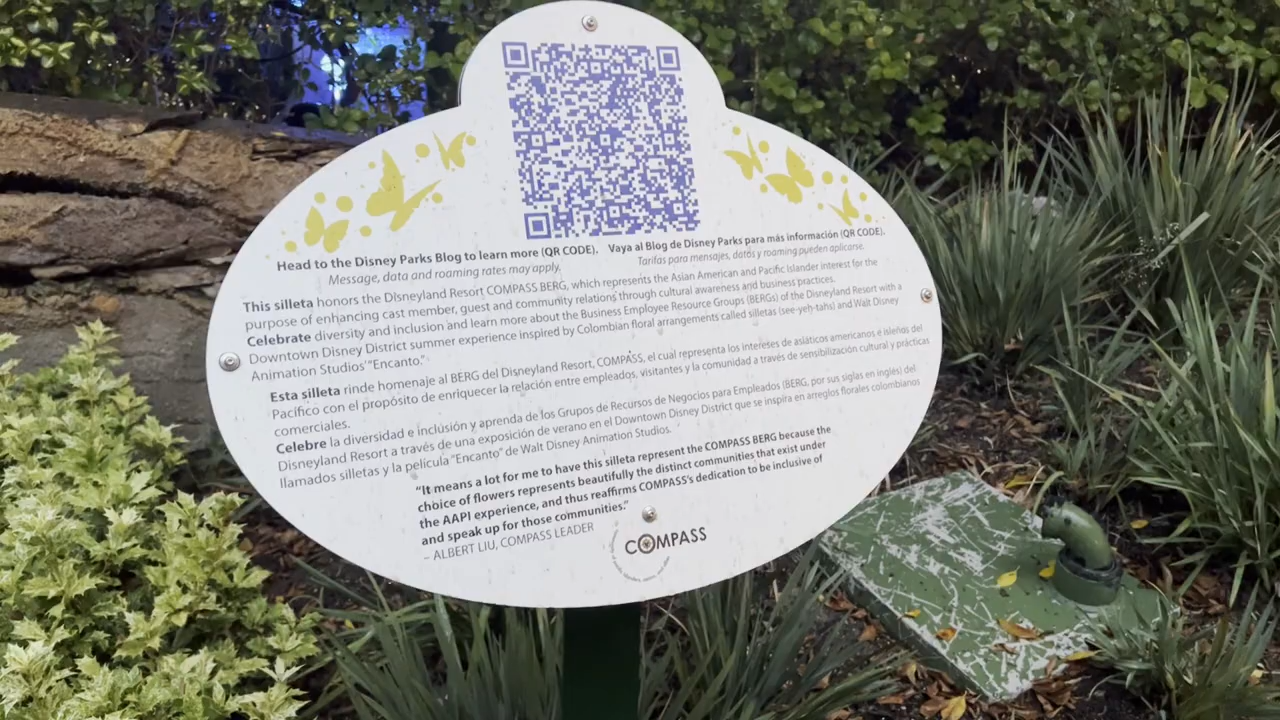 Head to the Disney Parks Blog to learn more (QR CODE). Vaya al Blog de Disney Parks para más información (QR CODE).
Message, data and roaming rates may apply. Tarifas para mensajes, datos y roaming pueden aplicarse.
This silleta honors the Disneyland Resort COMPASS BERG, which represents the Asian American and Pacific Islander interest for the
purpose of enhancing cast member, guest and community relations through cultural awareness and business practices.
Celebrate diversity and inclusion and learn more about the Business Employee Resource Groups (BERGs) of the Disneyland Resort with a
Downtown Disney District summer experience inspired by Colombian floral arrangements called silletas (see-yeh-tahs) and Walt Disney
Animation Studios' "Encanto."
Esta silleta rinde homenaje al BERG del Disneyland Resort, COMPASS, el cual representa los intereses de asiáticos americanos e isleños del
Pacífico con el propósito de enriquecer la relación entre empleados, visitantes y la comunidad a través de sensibilización cultural y prácticas
comerciales.
Celebre la diversidad e inclusión y aprenda de los Grupos de Recursos de Negocios para Empleados (BERG, por sus siglas en inglés) del
Disneyland Resort a través de una exposición de verano en el Downtown Disney District que se inspira en arreglos florales colombianos
llamados silletas y la película "Encanto" de Walt Disney Animation Studios.
"It means a lot for me to have this silleta represent the COMPASS BERG because the
choice of flowers represents beautifully the distinct communities that exist under
the AAPI experience, and thus reaffirms COMPASS's dedication to be inclusive of
and speak up for those communities."
– ALBERT LIU, COMPASS LEADER
COMPASS